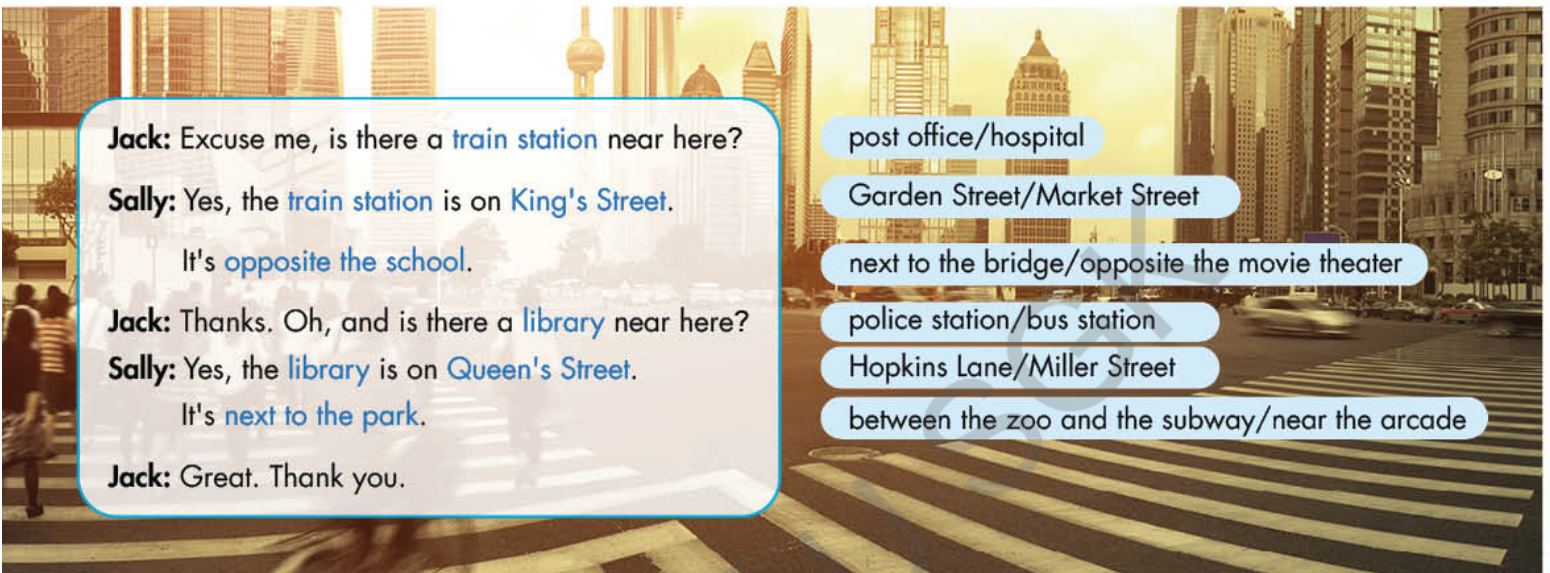 Jack: Excuse me, is there a train station near here?
Sally: Yes, the train station is on King's Street.
It's opposite the school.
Jack: Thanks. Oh, and is there a library near here?
Sally: Yes, the library is on Queen's Street.
It's next to the park.
Jack: Great. Thank you.
post office/hospital
Garden Street/Market Street
next to the bridge/opposite the movie theater
police station/bus station
Hopkins Lane/Miller Street
between the zoo and the subway/near the arcade
SGK